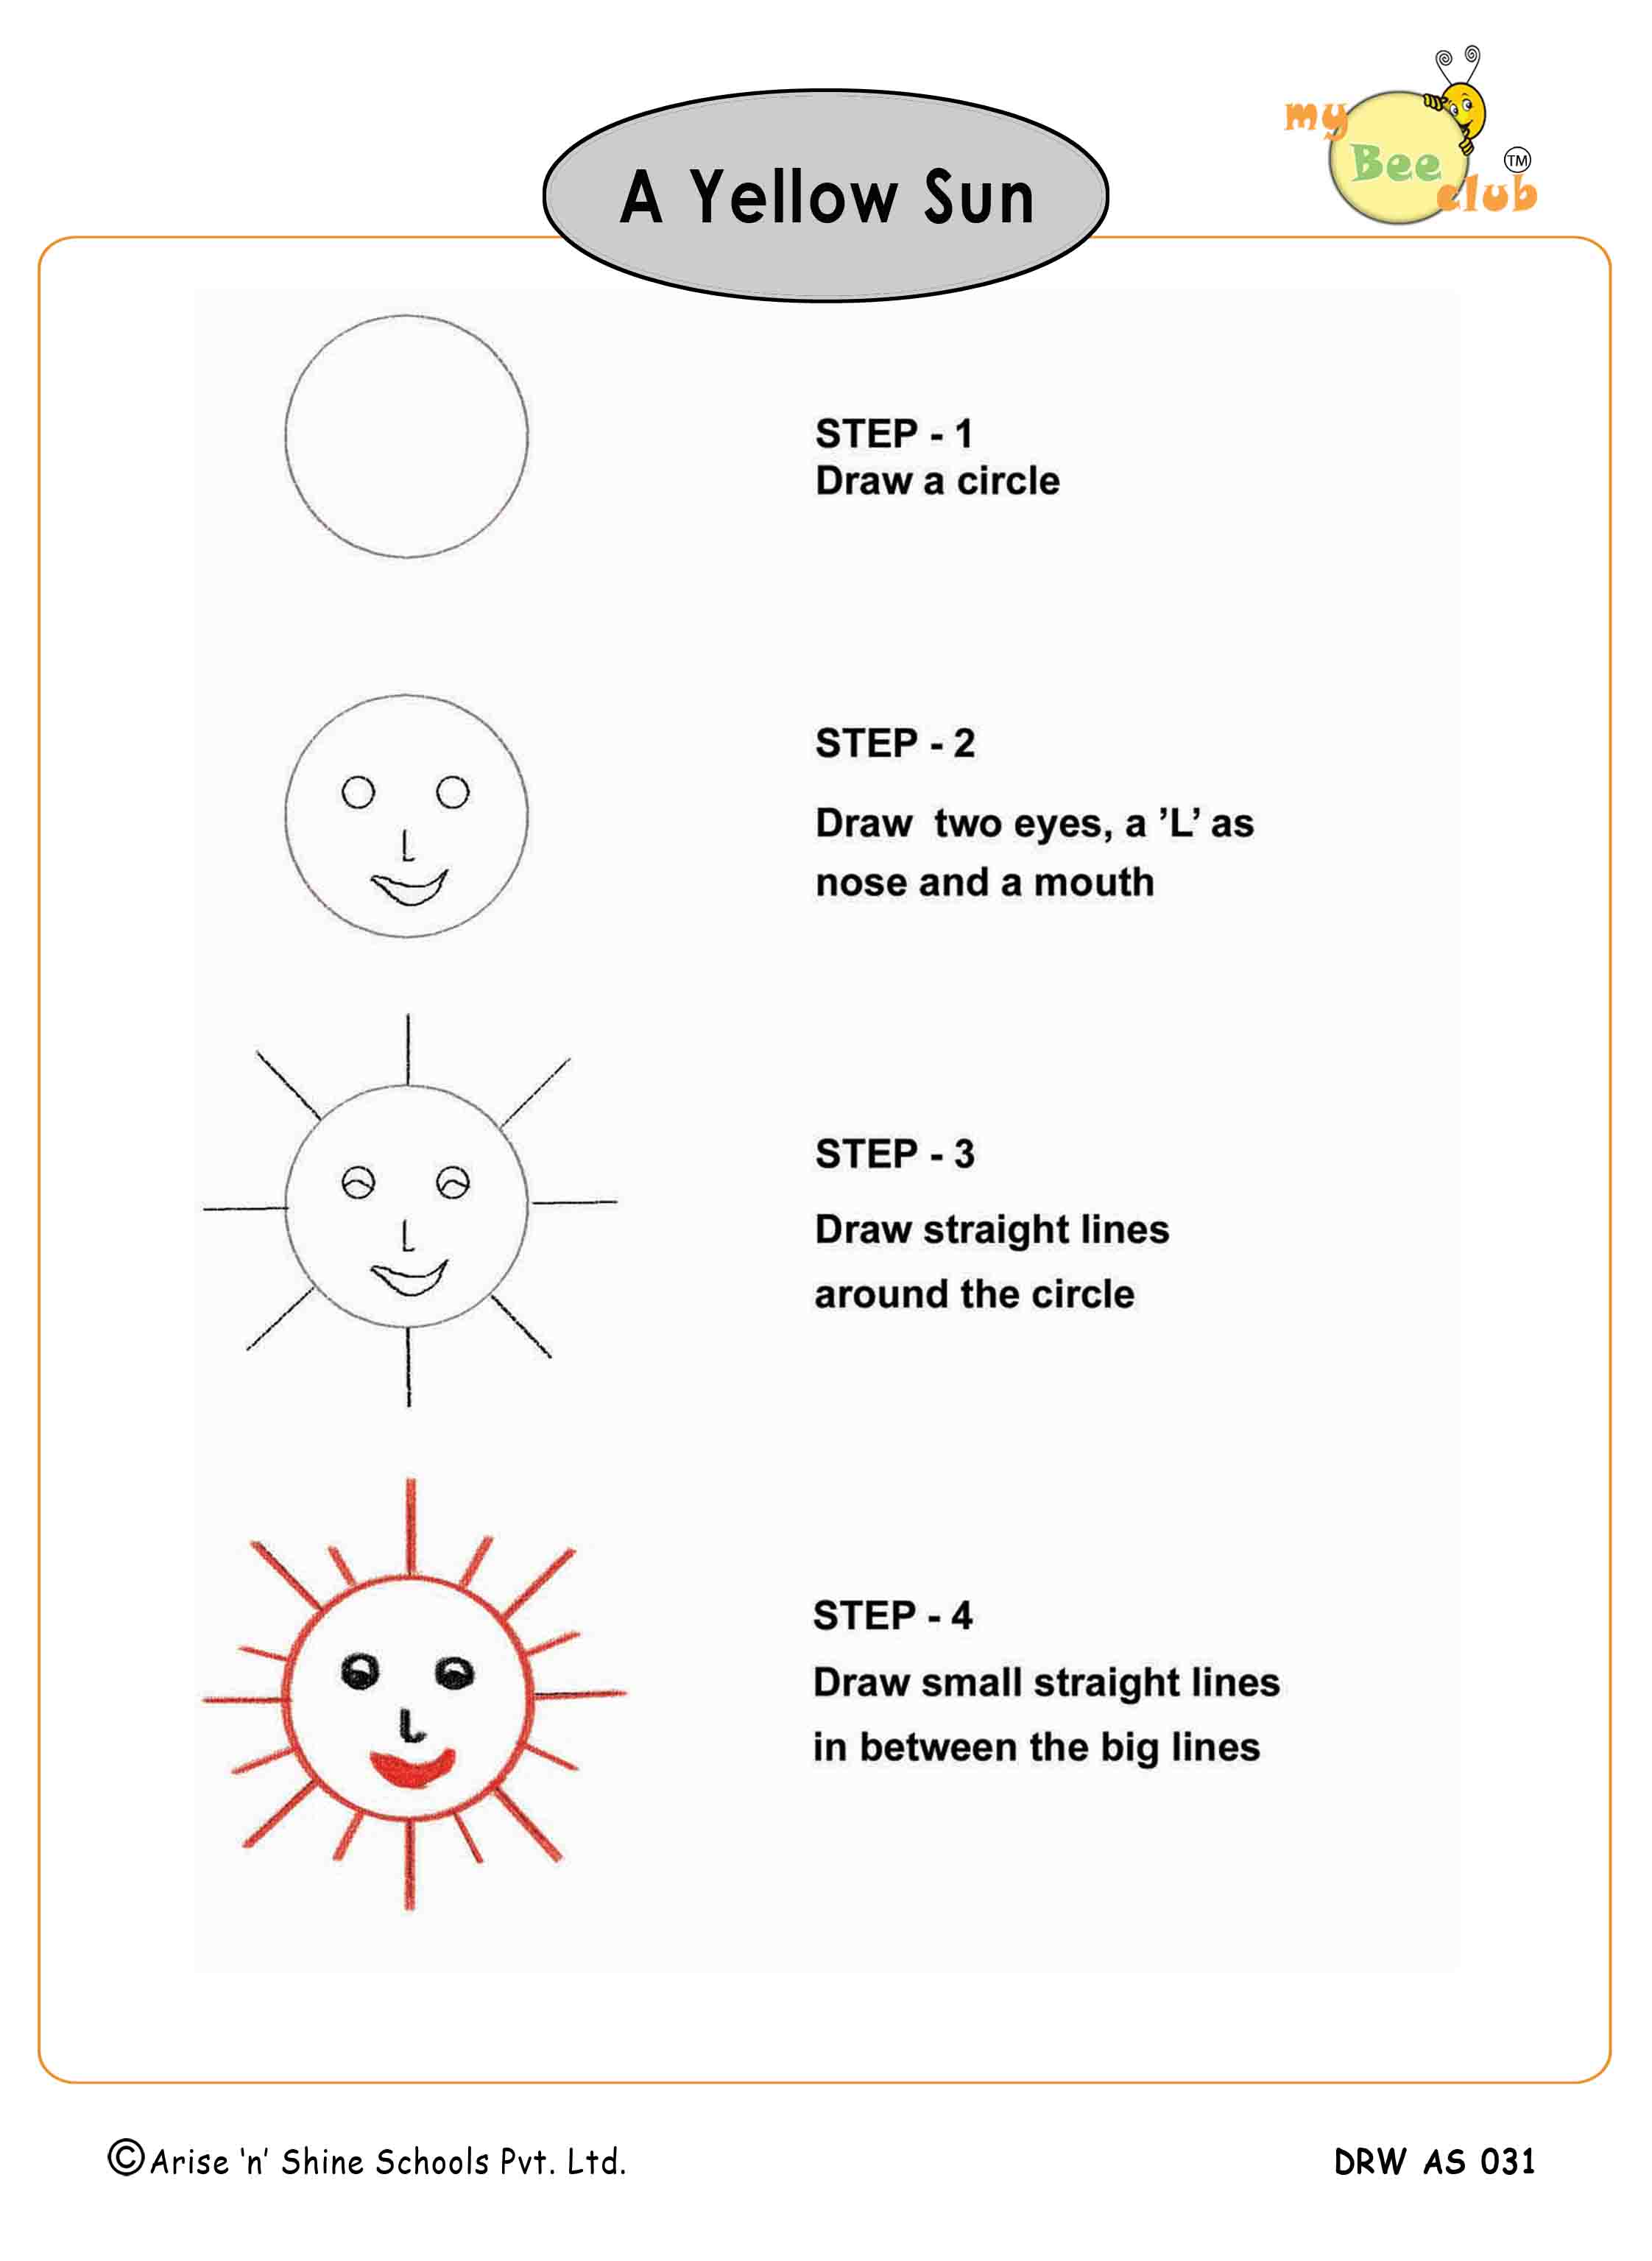 A Yellow Sun
my
Bee
club
TM
STEP - 1
Draw a circle
STEP - 2
Draw two eyes, a ’L’ as
nose and a mouth
STEP - 3
Draw straight lines
around the circle
STEP - 4
Draw small straight lines
in between the big lines
©Arise ‘n’ Shine Schools Pvt. Ltd.
DRW AS 031